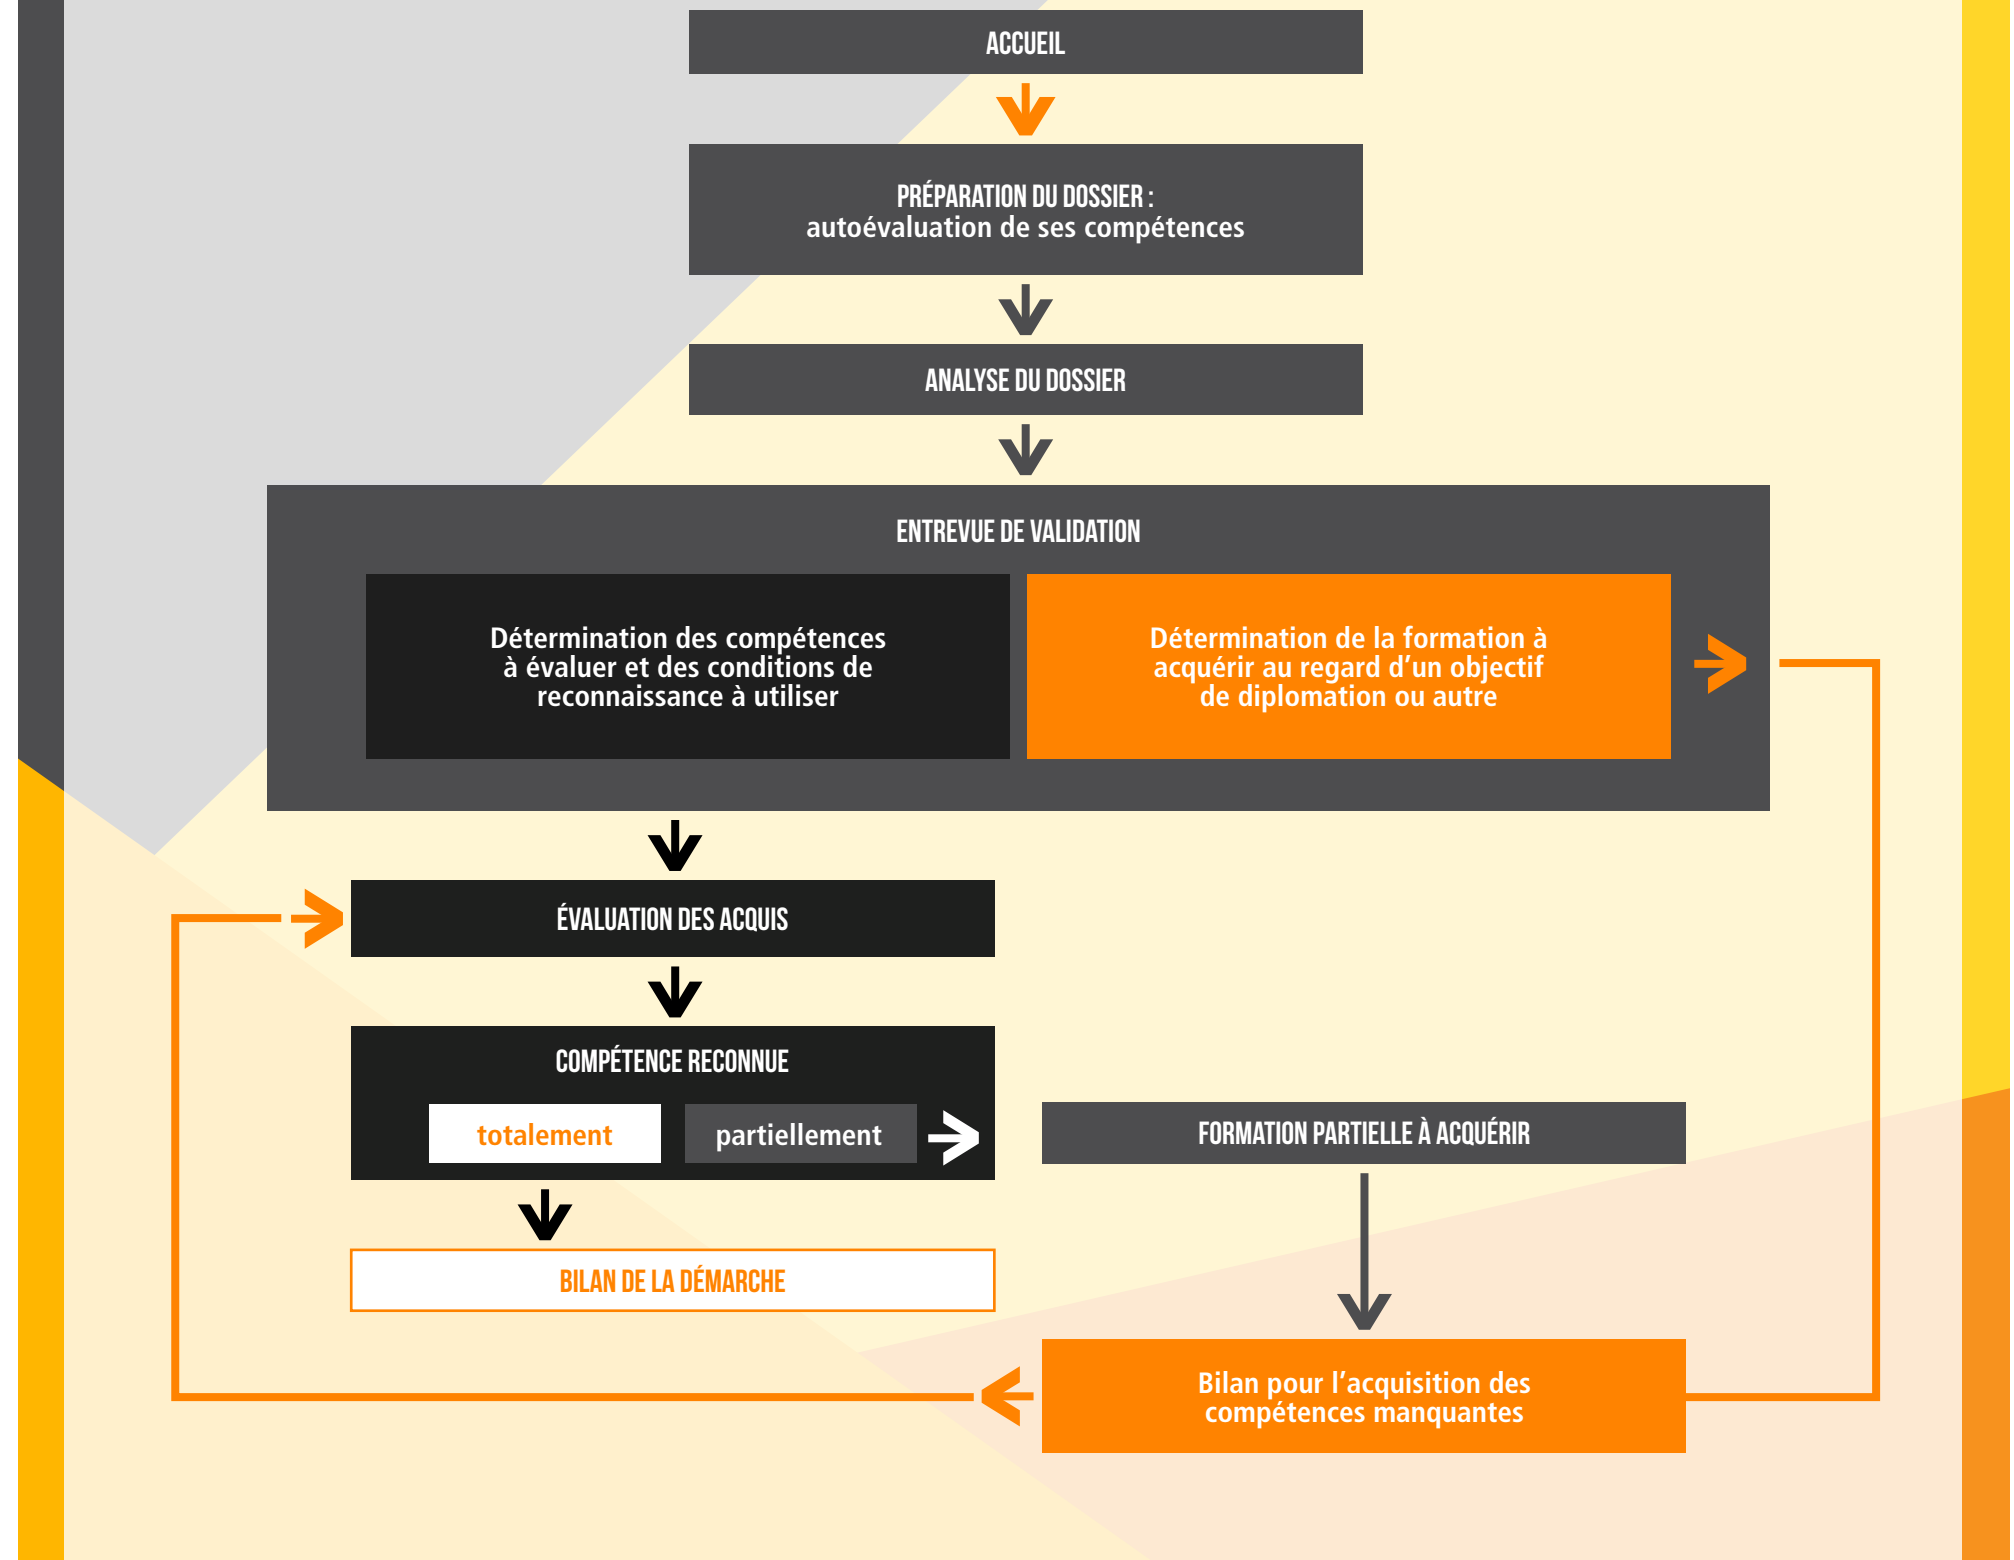 ACCUEIL
PRÉPARATION DU DOSSIER :
autoévaluation de ses compétences
ANALYSE DU DOSSIER
ENTREVUE DE VALIDATION
Détermination des compétences
à évaluer et des conditions de
reconnaissance à utiliser
Détermination de la formation à
acquérir au regard d’un objectif
de diplomation ou autre
ÉVALUATION DES ACQUIS
COMPÉTENCE RECONNUE
totalement
partiellement
FORMATION PARTIELLE À ACQUÉRIR
BILAN DE LA DÉMARCHE
Bilan pour l’acquisition des
compétences manquantes